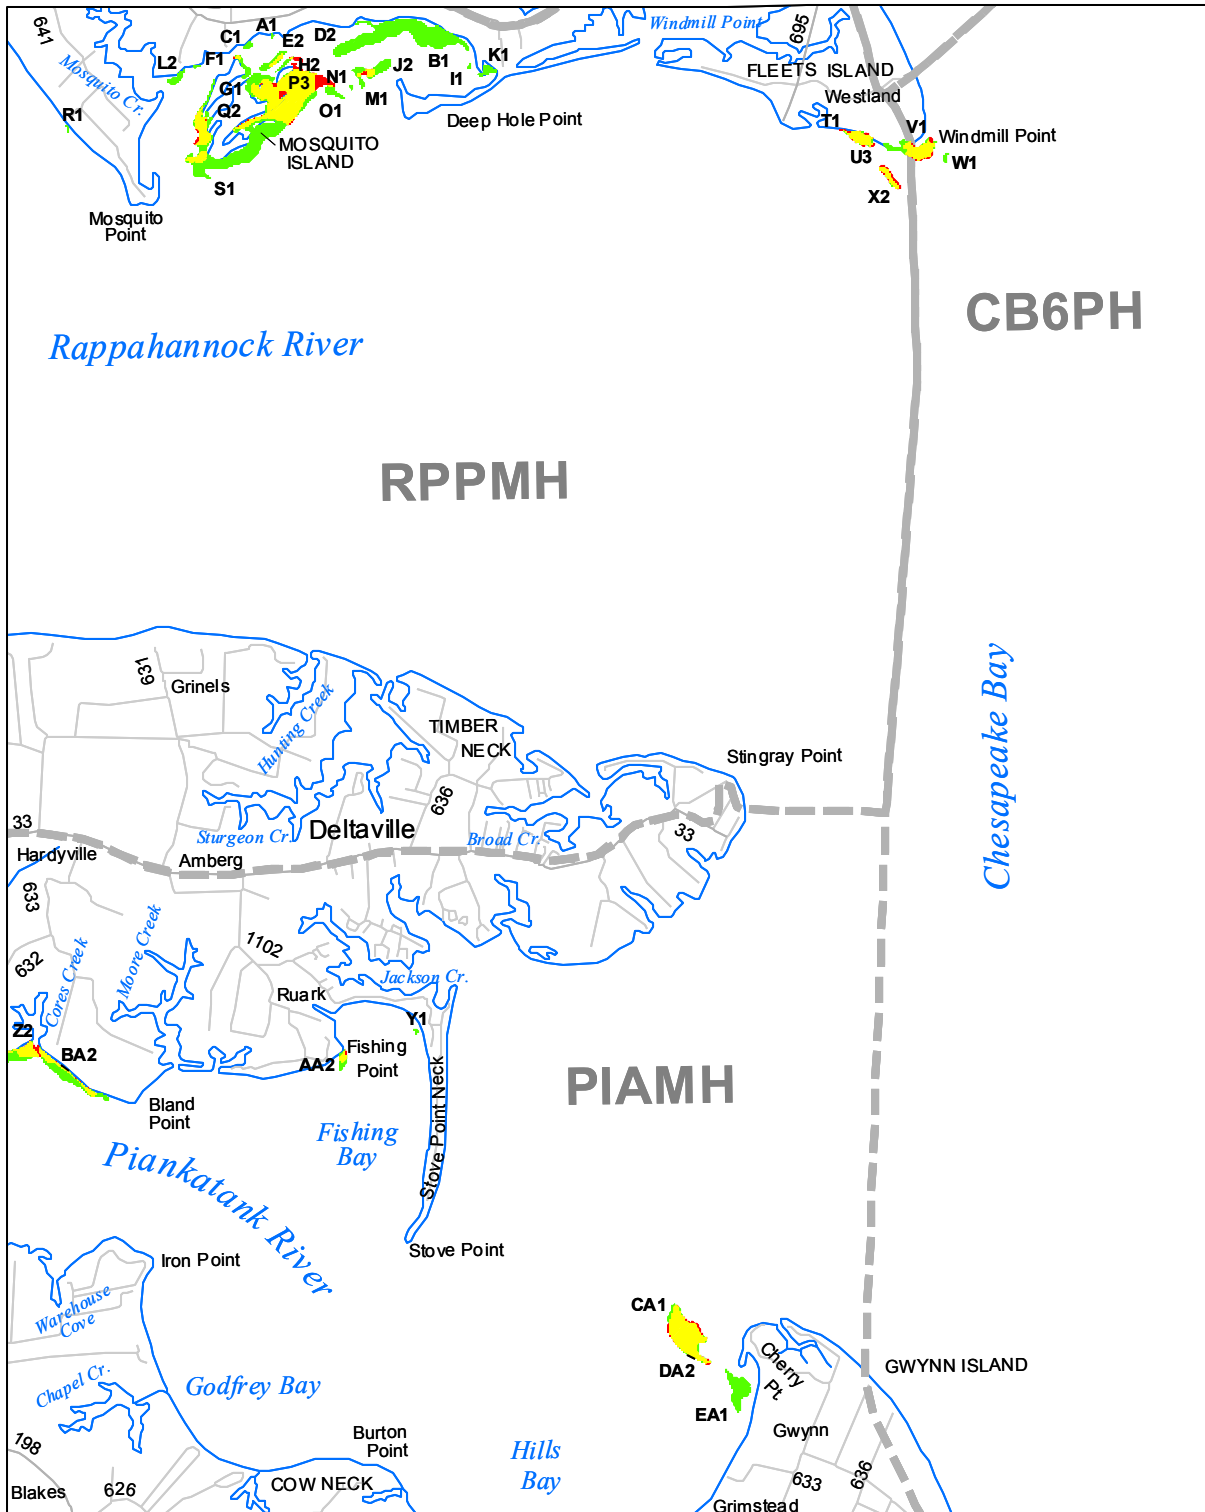 641
Mosquito Cr.
R1
L2
C1
A1
F1
E2
D2
H2
G1
P3
N1
Q2
O1
M1
J2
B1
I1
K1
S1
MOSQUITO
ISLAND
Mosquito
Point
Deep Hole Point
Windmill Point
695
FLEETS ISLAND
Westland
T1
V1
Windmill Point
U3
W1
X2
CB6PH
Rappahannock River
RPPMH
Chesapeake Bay
631
Grinels
Hunting Creek
TIMBER
NECK
Stingray Point
636
33
Sturgeon Cr.
Deltaville
Broad Cr.
33
Hardyville
Amberg
633
632
Cores Creek
Moore Creek
1102
Jackson Cr.
Ruark
Z2
BA2
Y1
AA2
Fishing
Point
Bland
Point
Stove Point Neck
PIAMH
Fishing
Bay
Piankatank River
Stove Point
Iron Point
Warehouse
Cove
Chapel Cr.
Godfrey Bay
CA1
DA2
EA1
Cherry
Pt.
GWYNN ISLAND
Gwynn
Burton
Point
Hills
Bay
198
Blakes
626
COW NECK
633
636
Grimstead